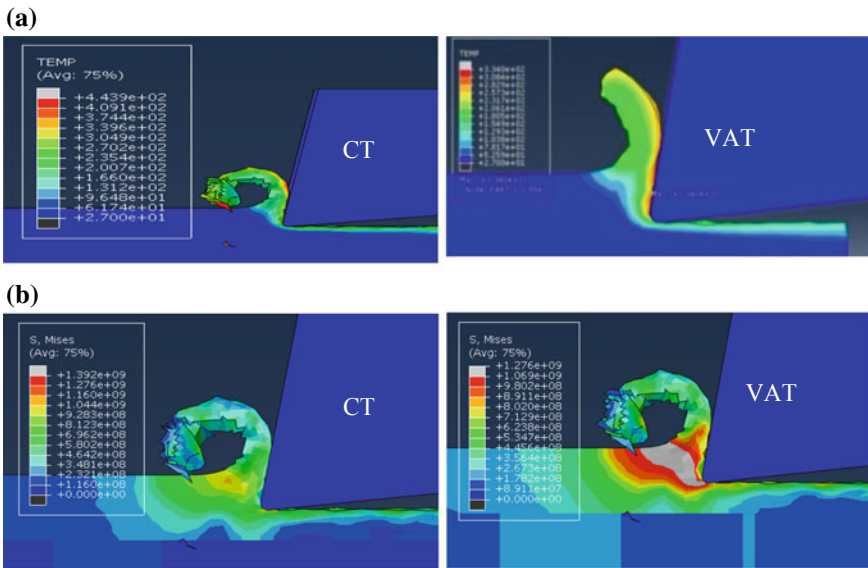 (a)
TEMP
(Avg: 75%)
+4.439e+02
+4.091e+02
+3.744e+02
+3.396e+02
+3.049e+02
+2.702e+02
+2.354e+02
+2.007e+02
+1.660e+02
+1.312e+02
+9.648e+01
+6.174e+01
+2.700e+01
CT
TEMP
(Avg: 75%)
VAT
(b)
S, Mises
(Avg: 75%)
+1.392e+09
+1.276e+09
+1.160e+09
+1.044e+09
+9.283e+08
+8.123e+08
+6.962e+08
+5.802e+08
+4.642e+08
+3.481e+08
+2.321e+08
+1.160e+08
+0.000e+00
CT
S, Mises
(Avg: 75%)
+1.276e+09
+1.069e+09
+9.802e+08
+8.911e+08
+8.020e+08
+7.129e+08
+6.238e+08
+5.347e+08
+4.456e+08
+3.564e+08
+2.673e+08
+1.782e+08
+8.911e+07
+0.000e+00
VAT